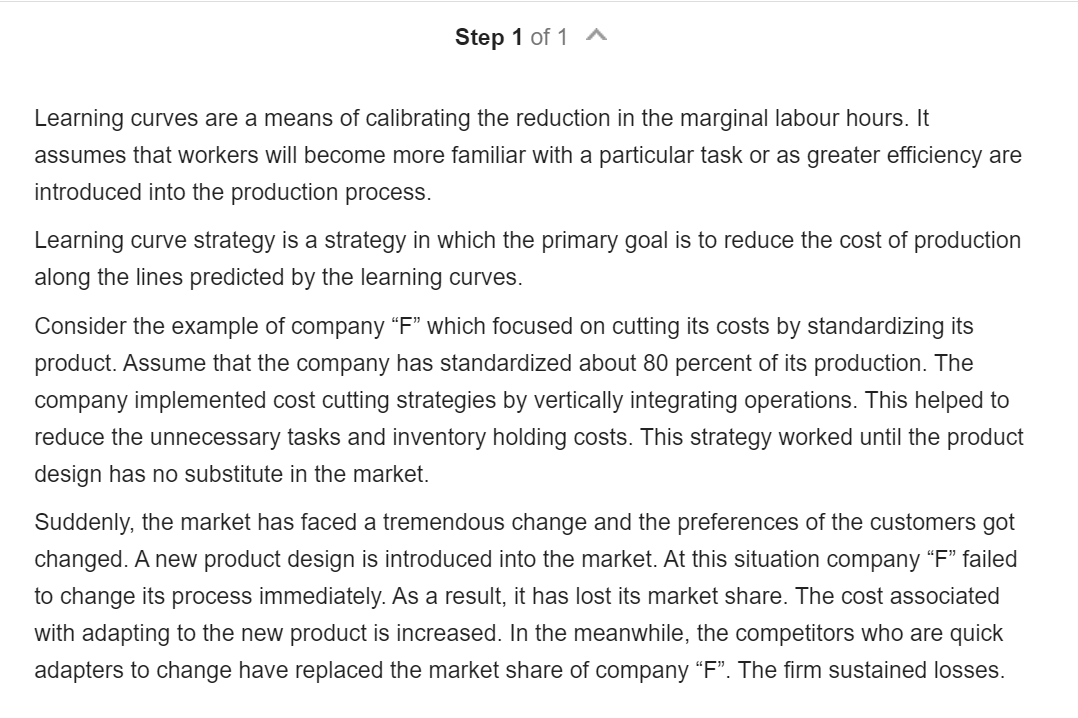 Step 1 of 1
Learning curves are a means of calibrating the reduction in the marginal labour hours. It
assumes that workers will become more familiar with a particular task or as greater efficiency are
introduced into the production process.
Learning curve strategy is a strategy in which the primary goal is to reduce the cost of production
along the lines predicted by the learning curves.
Consider the example of company “F” which focused on cutting its costs by standardizing its
product. Assume that the company has standardized about 80 percent of its production. The
company implemented cost cutting strategies by vertically integrating operations. This helped to
reduce the unnecessary tasks and inventory holding costs. This strategy worked until the product
design has no substitute in the market.
Suddenly, the market has faced a tremendous change and the preferences of the customers got
changed. A new product design is introduced into the market. At this situation company “F” failed
to change its process immediately. As a result, it has lost its market share. The cost associated
with adapting to the new product is increased. In the meanwhile, the competitors who are quick
adapters to change have replaced the market share of company “F”. The firm sustained losses.